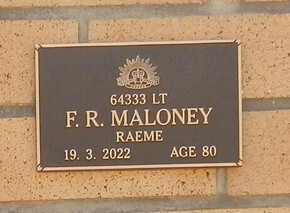 64333 LT
F. R. MALONEY
RAEME
19. 3. 2022 AGE 80